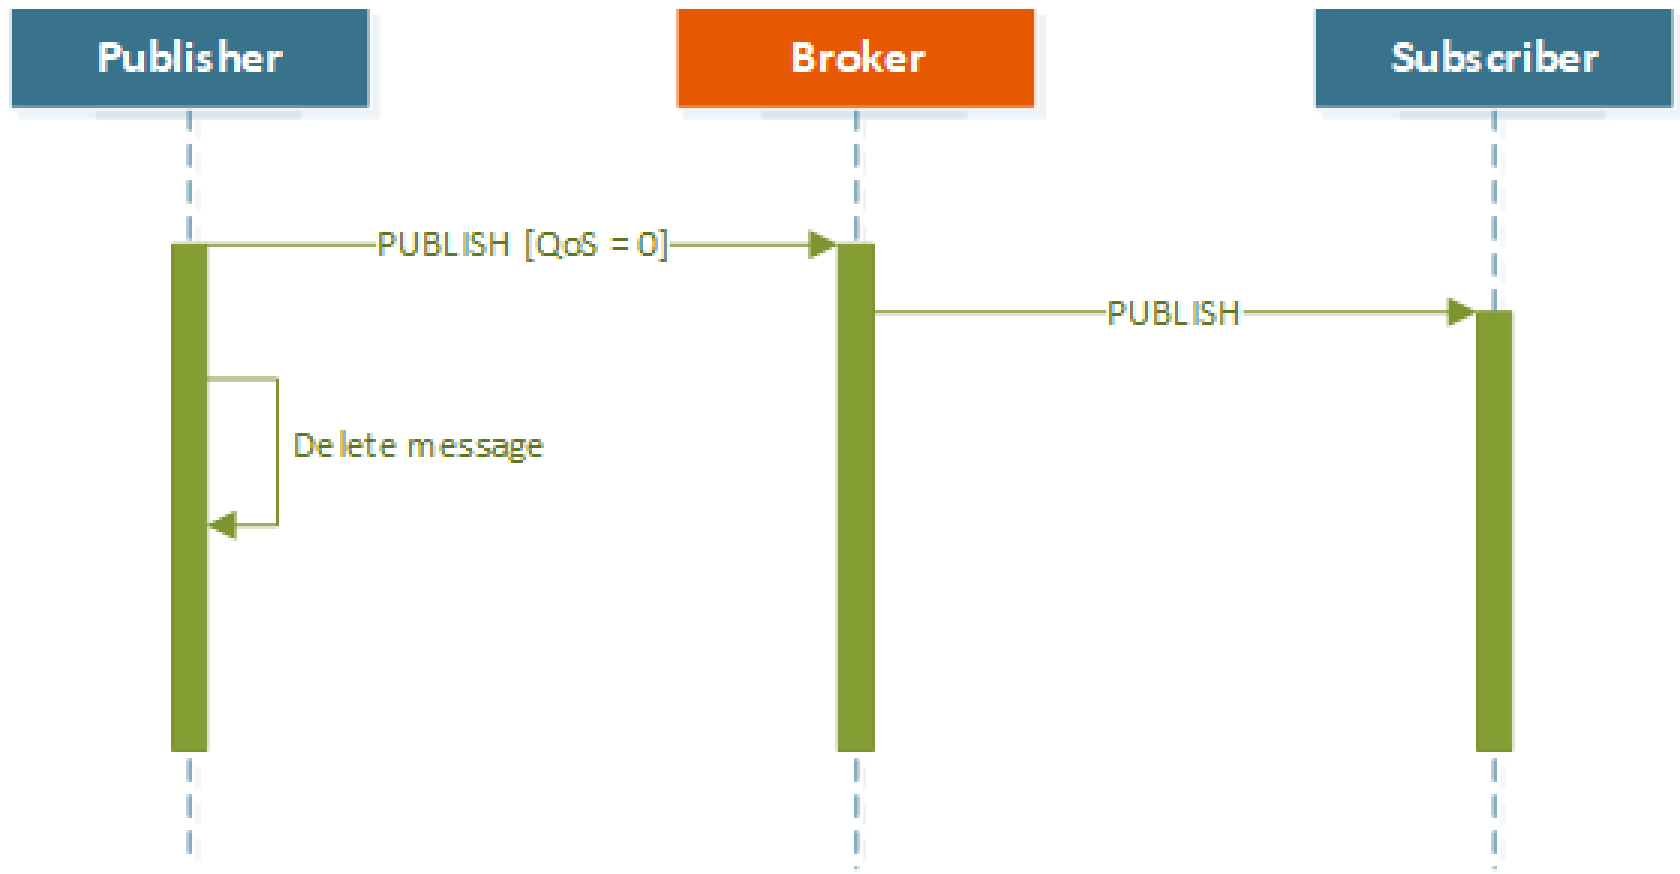 Publisher
Broker
Subscriber
PUBLISH [QoS = 0]
PUBLISH
Delete message